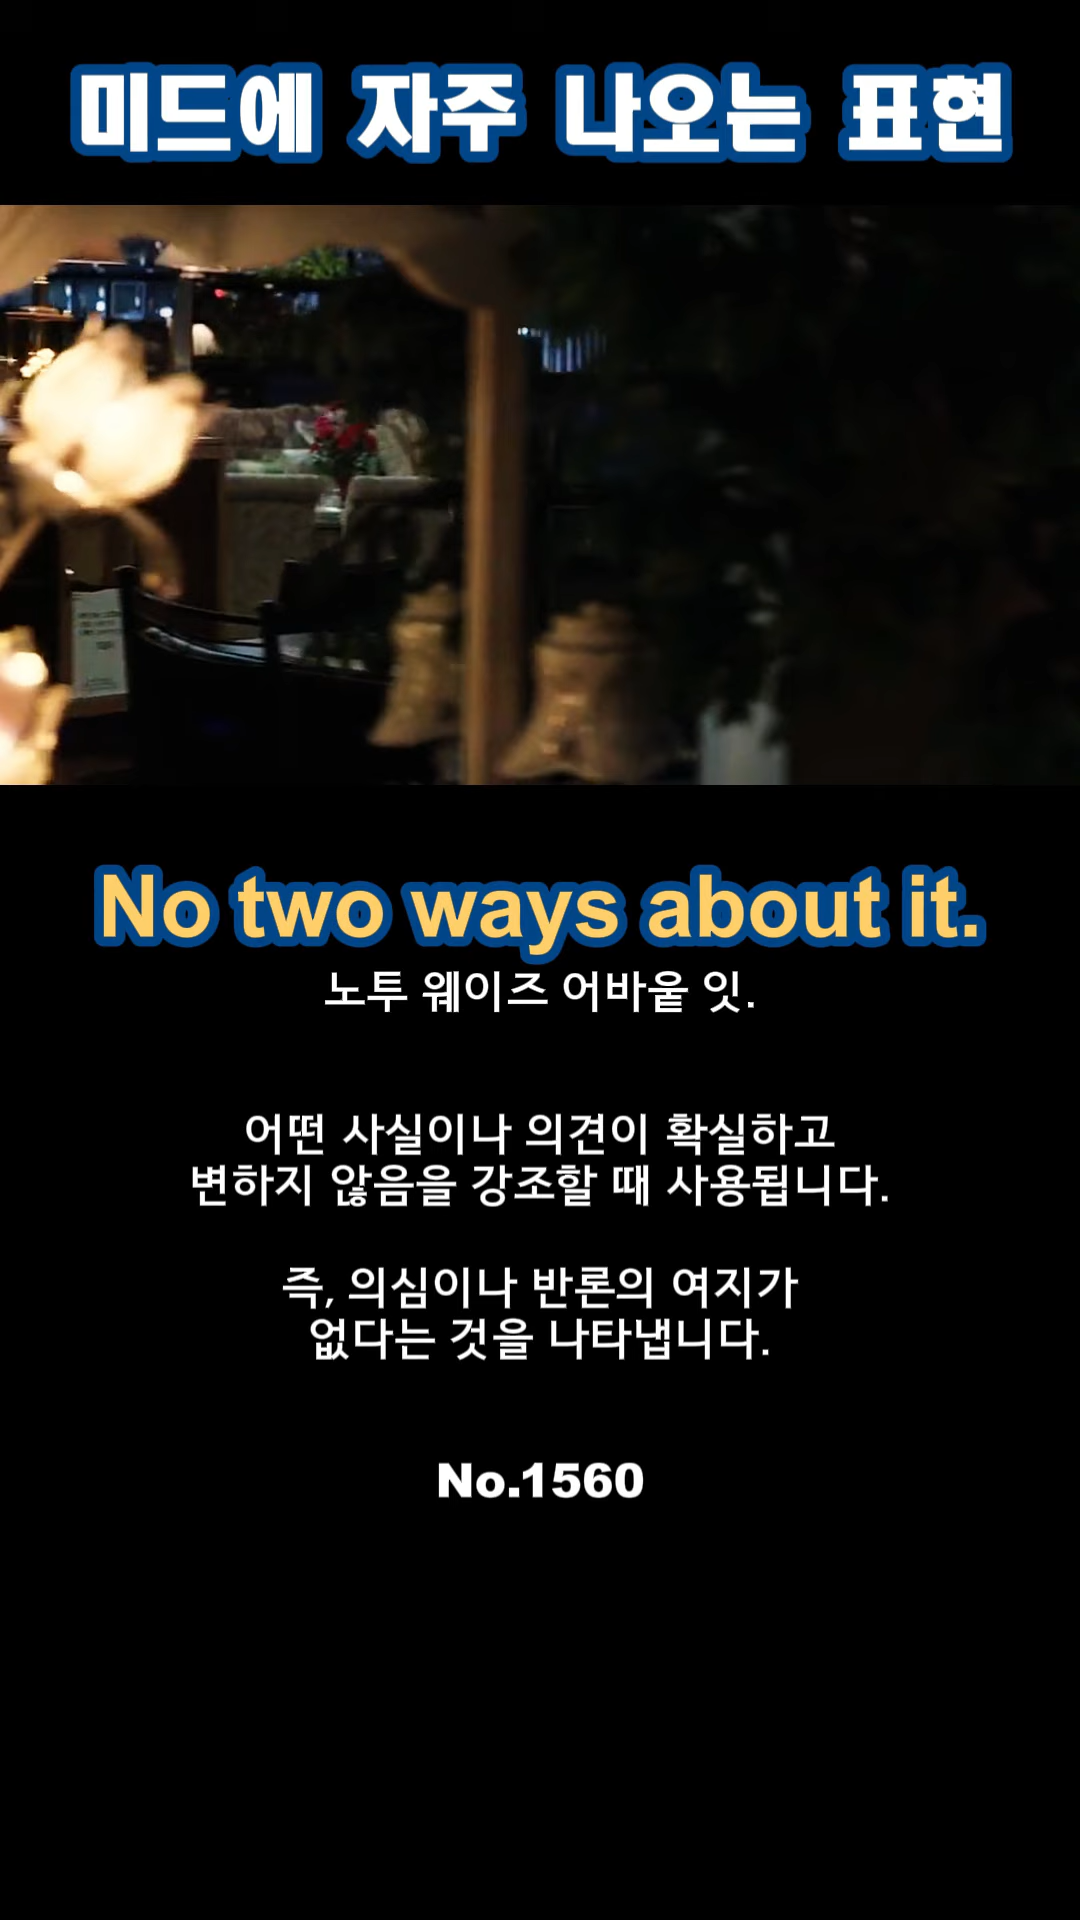 미드에 자주 나오는 표현
No two ways about it.
노투 웨이즈 어바웉 잇.
어떤 사실이나 의견이 확실하고
변하지 않음을 강조할 때 사용됩니다.
즉, 의심이나 반론의 여지가
없다는 것을 나타냅니다.
No.1560